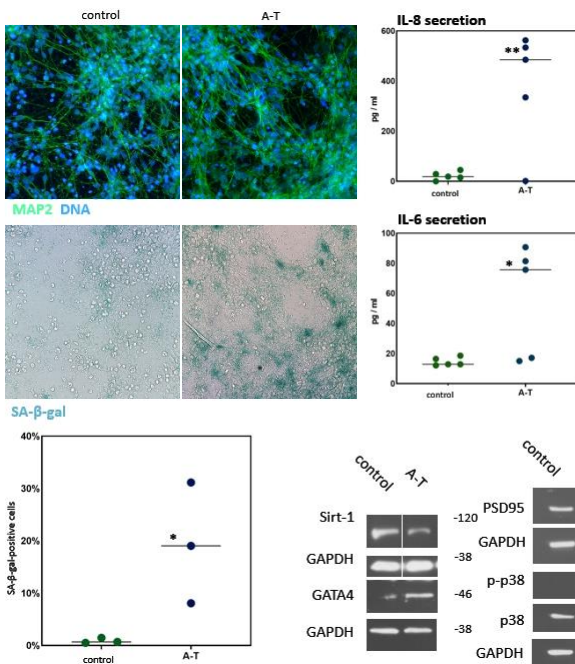 control A-T
MAP2 DNA
SA-β-gal
IL-8 secretion
600
400
200
0
pg / ml
**
control A-T
IL-6 secretion
100
80
60
40
20
0
pg / ml
*
control A-T
40%
30%
20%
10%
0%
SA-β-gal-positive cells
*
control A-T
control A-T
Sirt-1 -120
GAPDH -38
GATA4 -46
GAPDH -38
control
PSD95
GAPDH
p-p38
p38
GAPDH